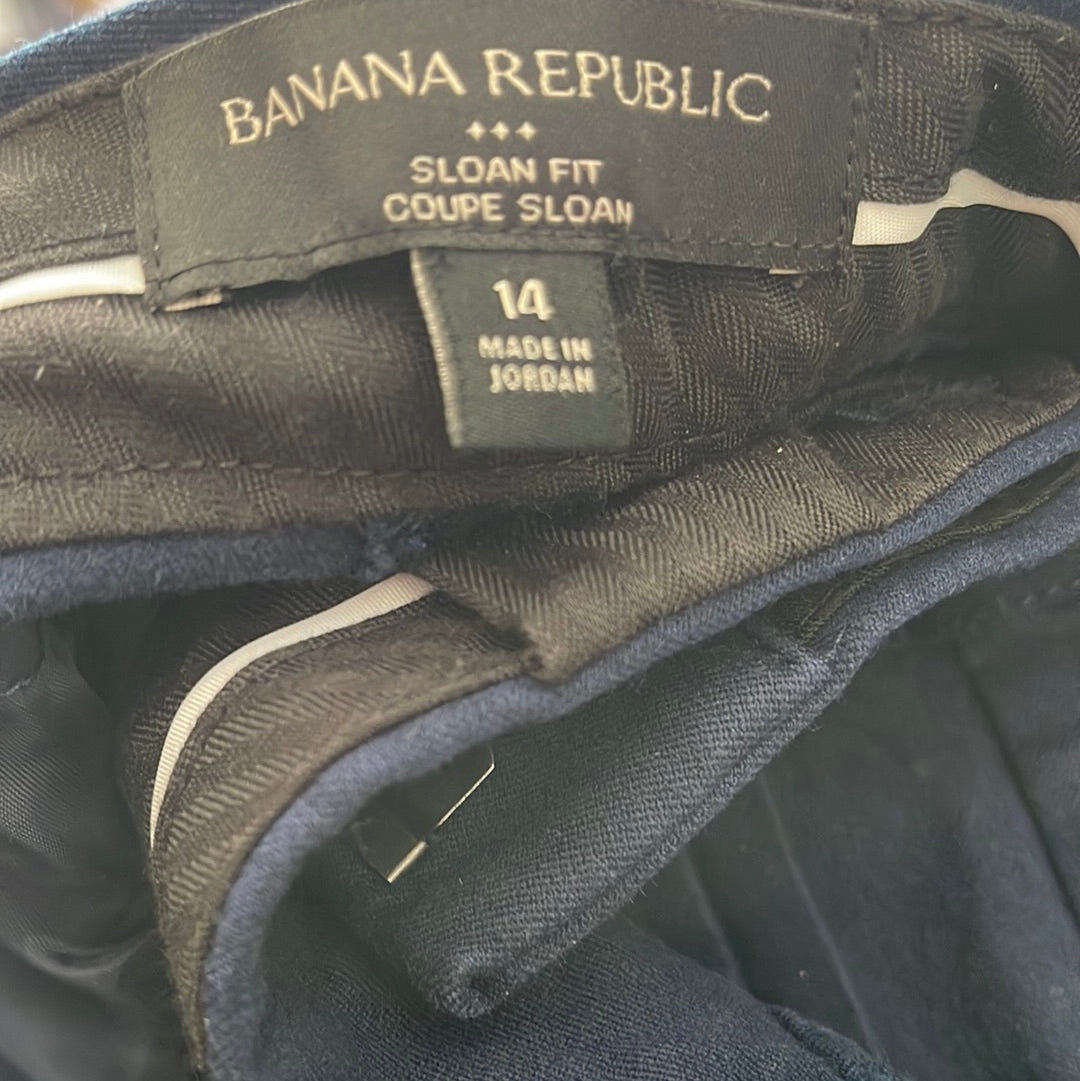 BANANA REPUBLIC
+++
SLOAN FIT
COUPE SLOAN
14
MADE IN
JORDAN